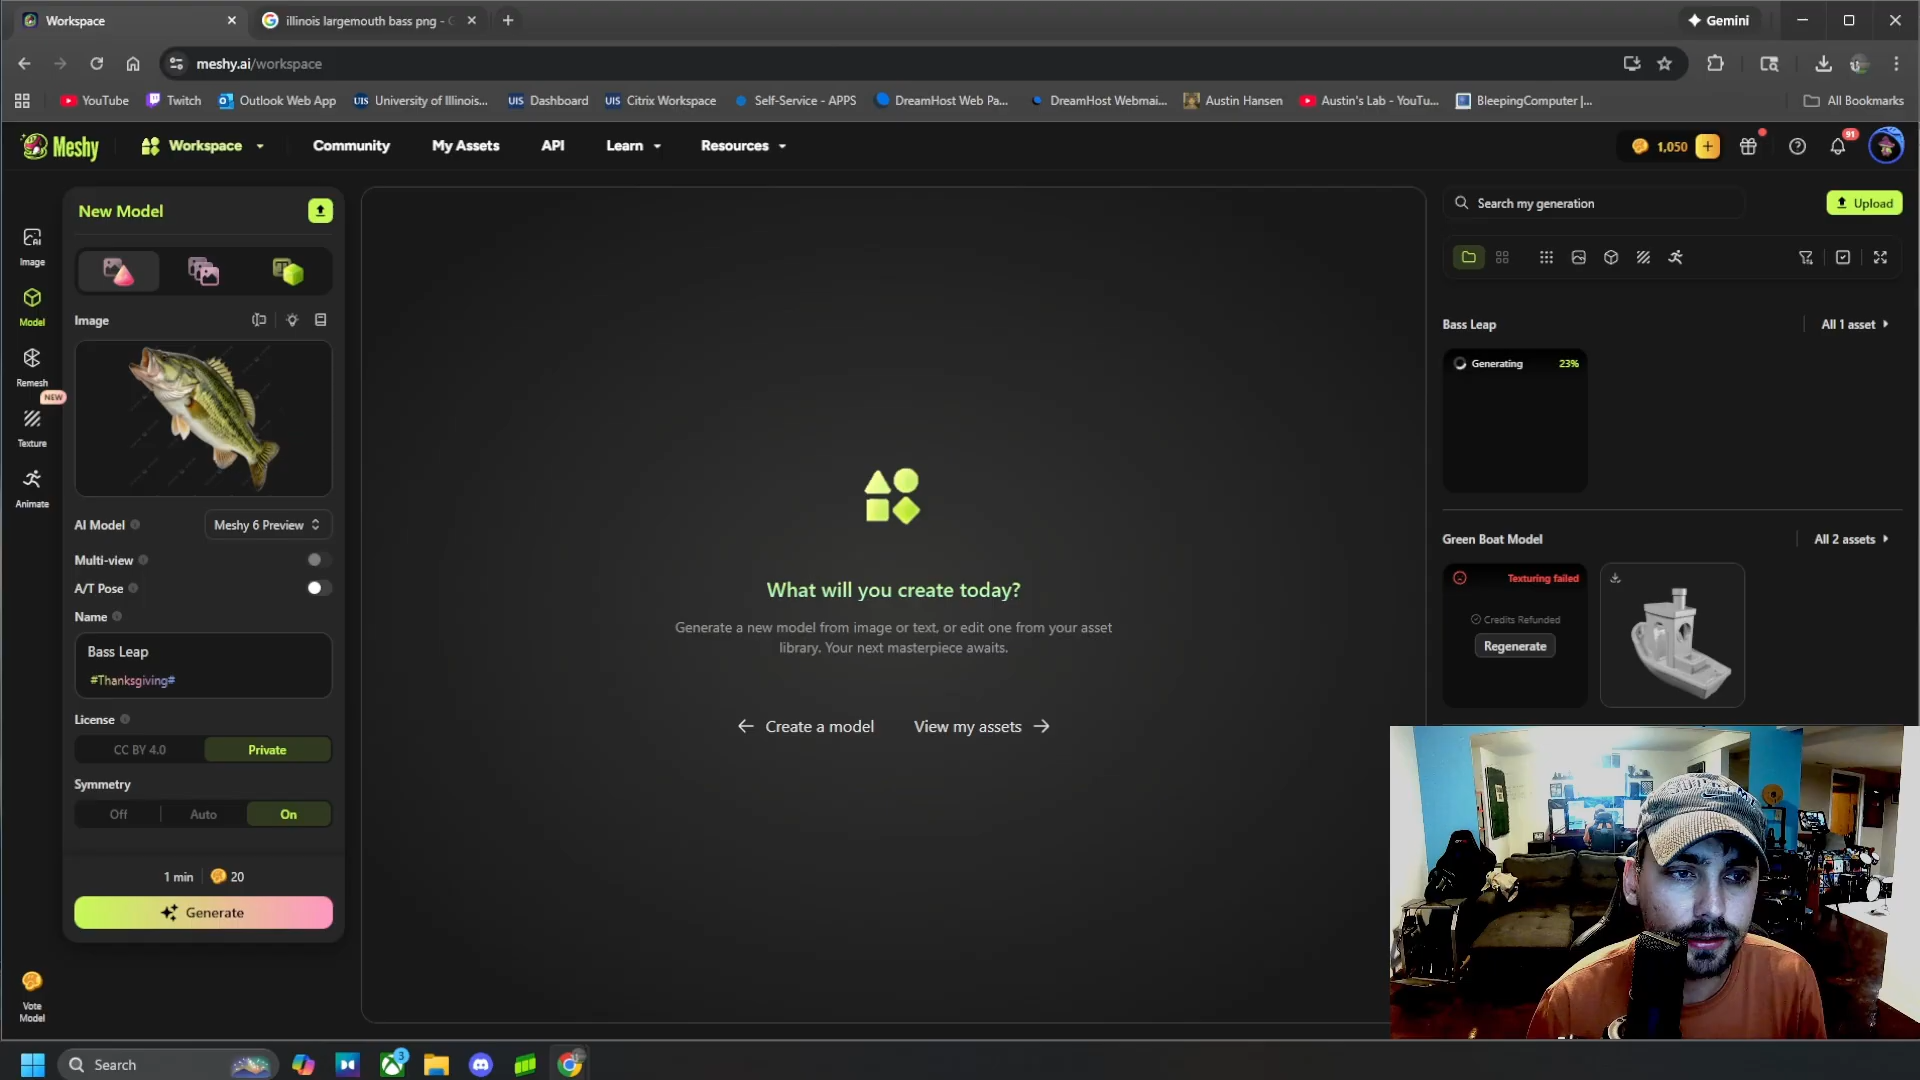 Workspace
illinois largemouth bass png -
Gemini
meshy.ai/workspace
YouTube
Twitch
Outlook Web App
UIS University of Illinois...
UIS Dashboard
UIS Citrix Workspace
Self-Service - APPS
DreamHost Web Pa...
DreamHost Webmai...
Austin Hansen
Austin's Lab - YouTu...
BleepingComputer |...
All Bookmarks
Meshy
Workspace
Community
My Assets
API
Learn
Resources
1,050
91
New Model
Search my generation
Upload
Image
Model
Remesh
NEW
Texture
Animate
Image
Bass Leap
All 1 asset
Generating
23%
AI Model
Meshy 6 Preview
Multi-view
A/T Pose
Name
Bass Leap
#Thanksgiving#
License
CC BY 4.0
Private
Symmetry
Off
Auto
On
1 min
20
Generate
What will you create today?
Generate a new model from image or text, or edit one from your asset
library. Your next masterpiece awaits.
Create a model
View my assets
Green Boat Model
All 2 assets
Texturing failed
Credits Refunded
Regenerate
Vote
Model
Search
3